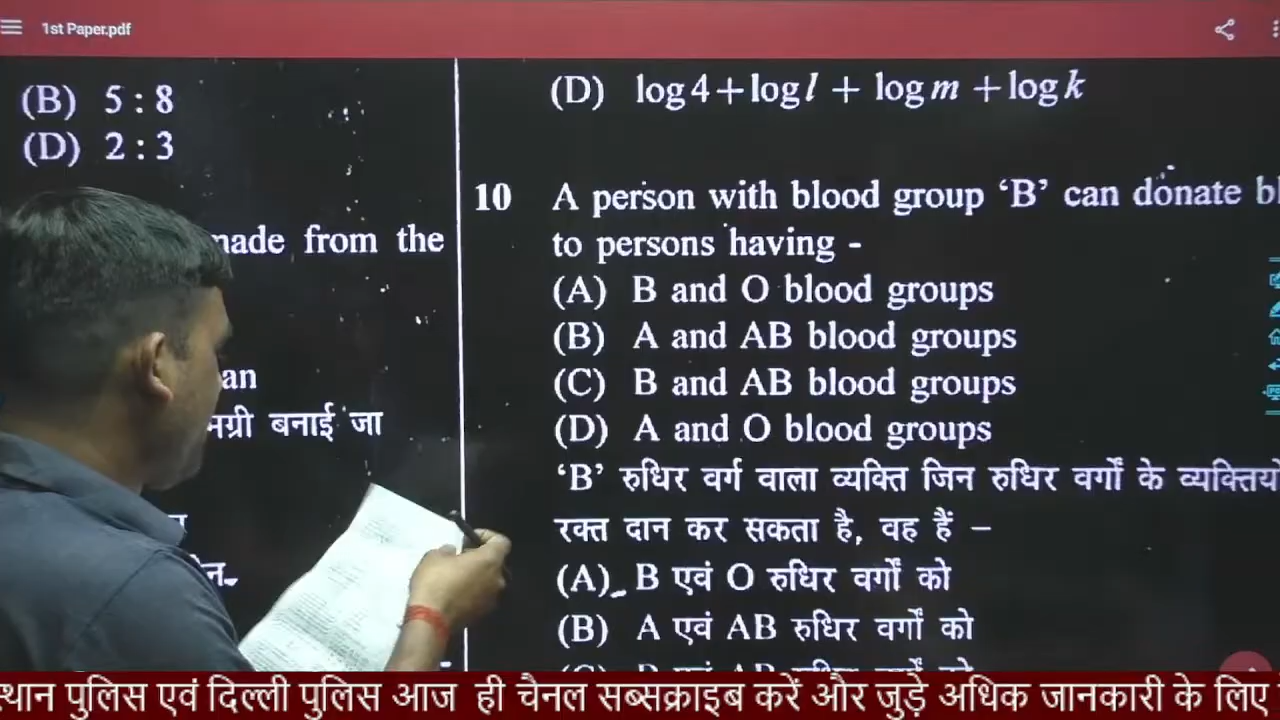 1st Paper.pdf
(B) 5 : 8
(D) 2 : 3
made from the
मग्री बनाई जा
(D) log 4 + log l + log m + log k
10 A person with blood group ‘B’ can donate
to persons having -
(A) B and O blood groups
(B) A and AB blood groups
(C) B and AB blood groups
(D) A and O blood groups
‘B’ रुधिर वर्ग वाला व्यक्ति जिन रुधिर वर्गों के
रक्त दान कर सकता है, वह हैं –
(A) B एवं O रुधिर वर्गों को
(B) A एवं AB रुधिर वर्गों को
स्थान पुलिस एवं दिल्ली पुलिस आज ही चैनल सब्सक्राइब करें और जुड़े अधिक जानकारी के लिए